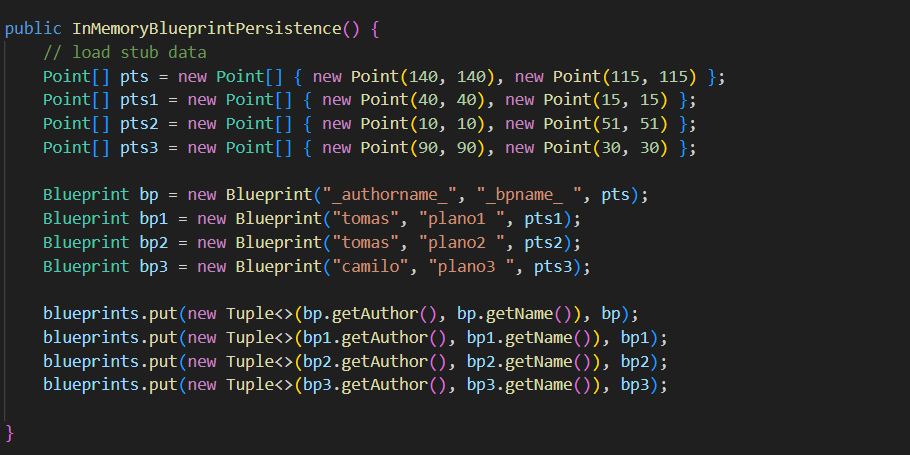 public InMemoryBlueprintPersistence() {
// load stub data
Point[] pts = new Point[] { new Point(140, 140), new Point(115, 115) };
Point[] pts1 = new Point[] { new Point(40, 40), new Point(15, 15) };
Point[] pts2 = new Point[] { new Point(10, 10), new Point(51, 51) };
Point[] pts3 = new Point[] { new Point(90, 90), new Point(30, 30) };
Blueprint bp = new Blueprint("_authorname_", "_bpname_ ", pts);
Blueprint bp1 = new Blueprint("tomas", "plano1 ", pts1);
Blueprint bp2 = new Blueprint("tomas", "plano2 ", pts2);
Blueprint bp3 = new Blueprint("camilo", "plano3 ", pts3);
blueprints.put(new Tuple<>(bp.getAuthor(), bp.getName()), bp);
blueprints.put(new Tuple<>(bp1.getAuthor(), bp1.getName()), bp1);
blueprints.put(new Tuple<>(bp2.getAuthor(), bp2.getName()), bp2);
blueprints.put(new Tuple<>(bp3.getAuthor(), bp3.getName()), bp3);
}